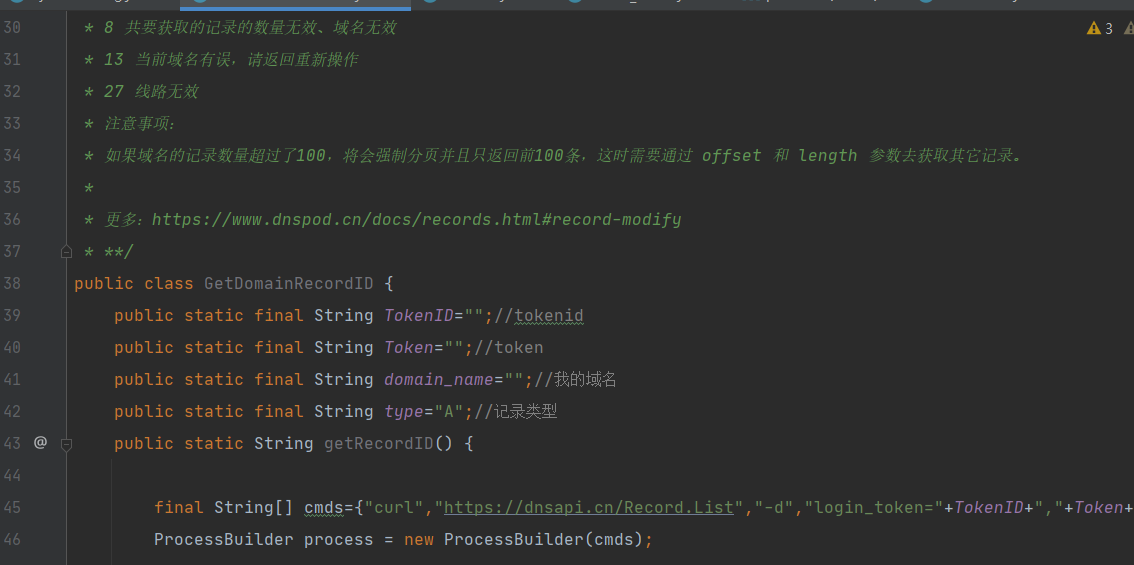 30 * 8 共要获取的记录的数量无效、域名无效
3
31 * 13 当前域名有误，请返回重新操作
32 * 27 线路无效
33 * 注意事项：
34 * 如果域名的记录数量超过了100，将会强制分页并且只返回前100条，这时需要通过 offset 和 length 参数去获取其它记录。
35 *
36 * 更多：https://www.dnspod.cn/docs/records.html#record-modify
37 * **/
38 public class GetDomainRecordID {
39 public static final String TokenID="";//tokenid
40 public static final String Token="";//token
41 public static final String domain_name="";//我的域名
42 public static final String type="A";//记录类型
43 @ public static String getRecordID() {
44
45 final String[] cmds={"curl","https://dnsapi.cn/Record.List","-d","login_token="+TokenID+","+Token+
46 ProcessBuilder process = new ProcessBuilder(cmds);